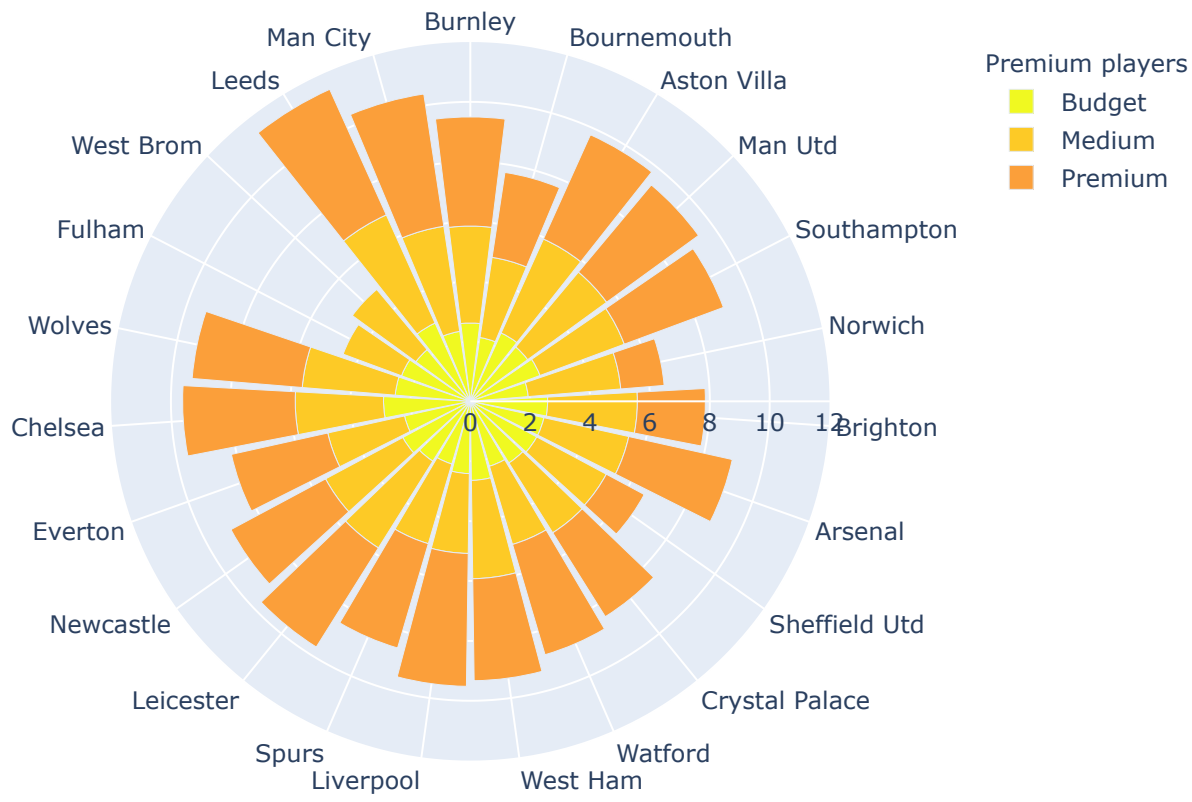 Burnley
Man City
Bournemouth
Leeds
Aston Villa
West Brom
Man Utd
Fulham
Southampton
Wolves
Norwich
Chelsea
0 2 4 6 8 10 12
Brighton
Everton
Arsenal
Newcastle
Sheffield Utd
Leicester
Crystal Palace
Spurs
Watford
Liverpool
West Ham
Premium players
Budget
Medium
Premium